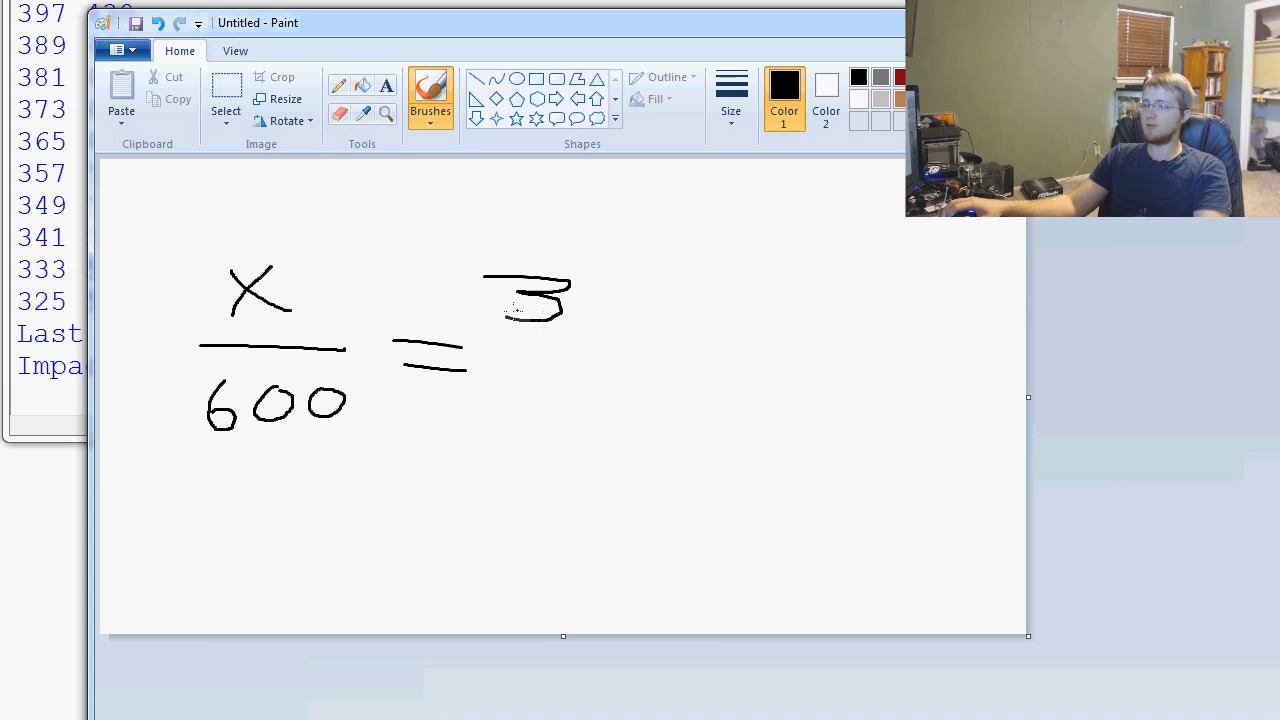 397 420
389
381
373
365
357
349
341
333
325
Last
Impa
Untitled - Paint
Home View
Paste
Cut
Copy
Clipboard
Select
Crop
Resize
Rotate
Image
Tools
Brushes
Shapes
Outline
Fill
Size
Color 1
Color 2
X = 3
600